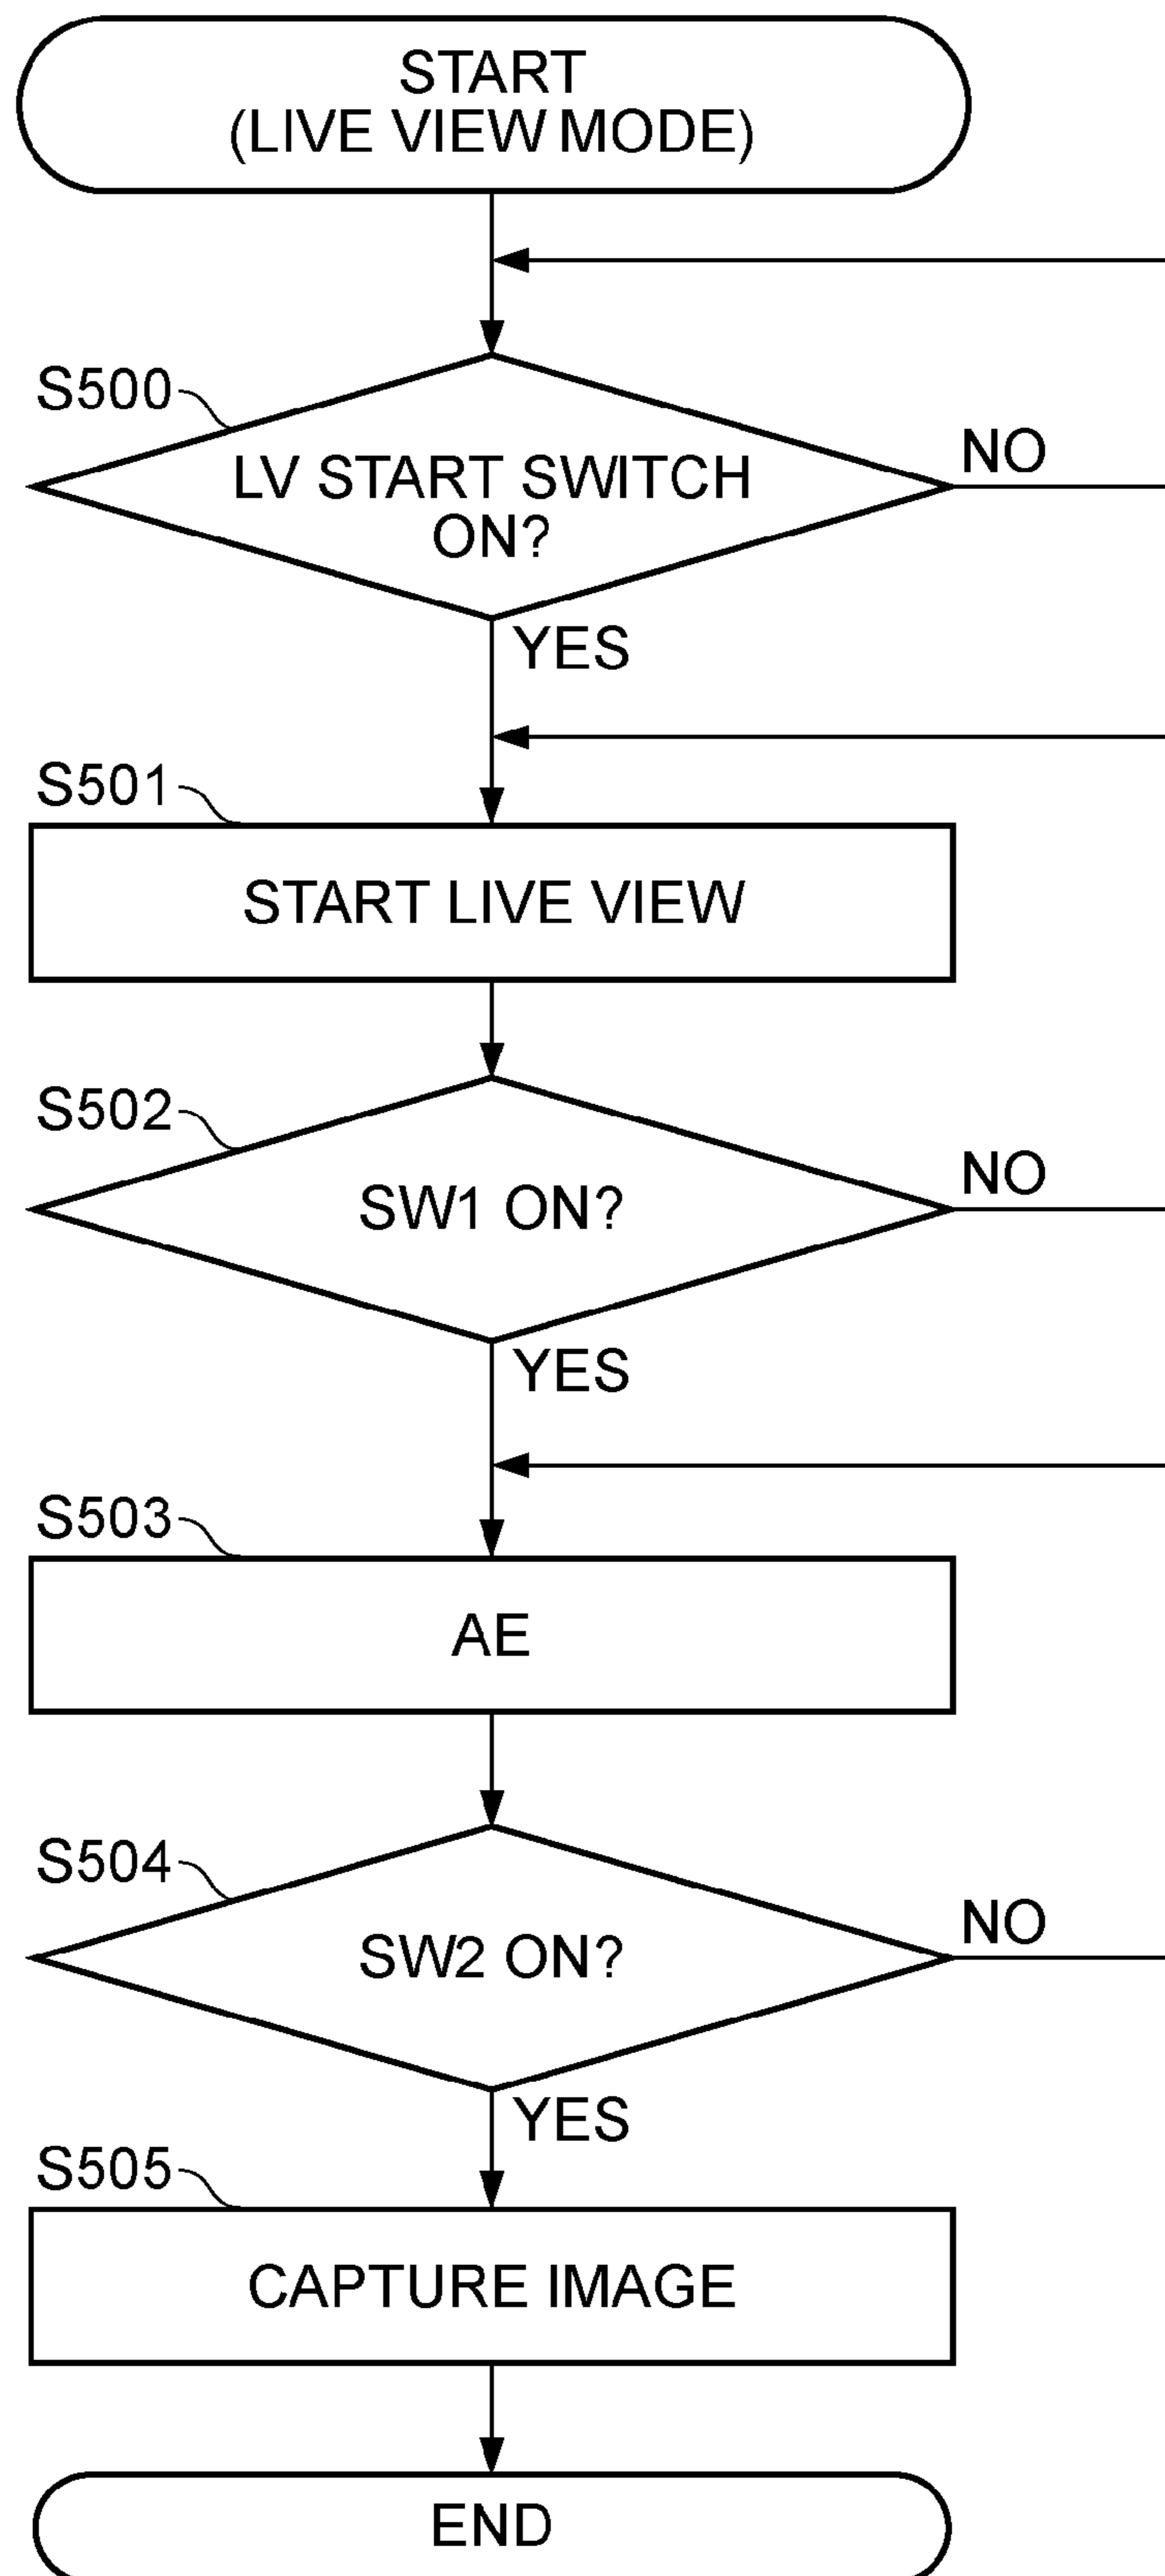 START
(LIVE VIEW MODE)
S500
LV START SWITCH
ON?
NO
YES
S501
START LIVE VIEW
S502
SW1 ON?
NO
YES
S503
AE
S504
SW2 ON?
NO
YES
S505
CAPTURE IMAGE
END